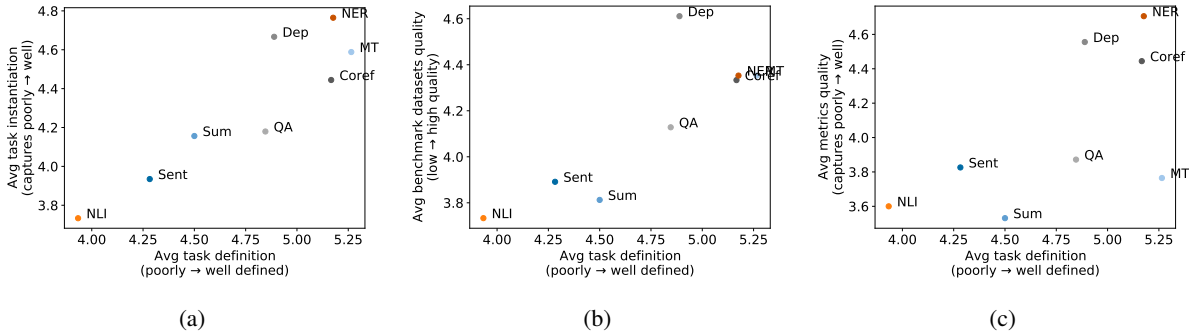 4.8
4.6
4.4
4.2
4.0
3.8
4.00 4.25 4.50 4.75 5.00 5.25
Avg task instantiation
(captures poorly → well)
NER
Dep
MT
Coref
Sum
QA
Sent
NLI
Avg task definition
(poorly → well defined)
(a)
4.6
4.4
4.2
4.0
3.8
4.00 4.25 4.50 4.75 5.00 5.25
Avg benchmark datasets quality
(low → high quality)
Dep
NER
MT
Coref
QA
Sent
Sum
NLI
Avg task definition
(poorly → well defined)
(b)
4.6
4.4
4.2
4.0
3.8
3.6
4.00 4.25 4.50 4.75 5.00 5.25
Avg metrics quality
(captures poorly → well)
NER
Dep
Coref
QA
Sent
MT
NLI
Sum
Avg task definition
(poorly → well defined)
(c)